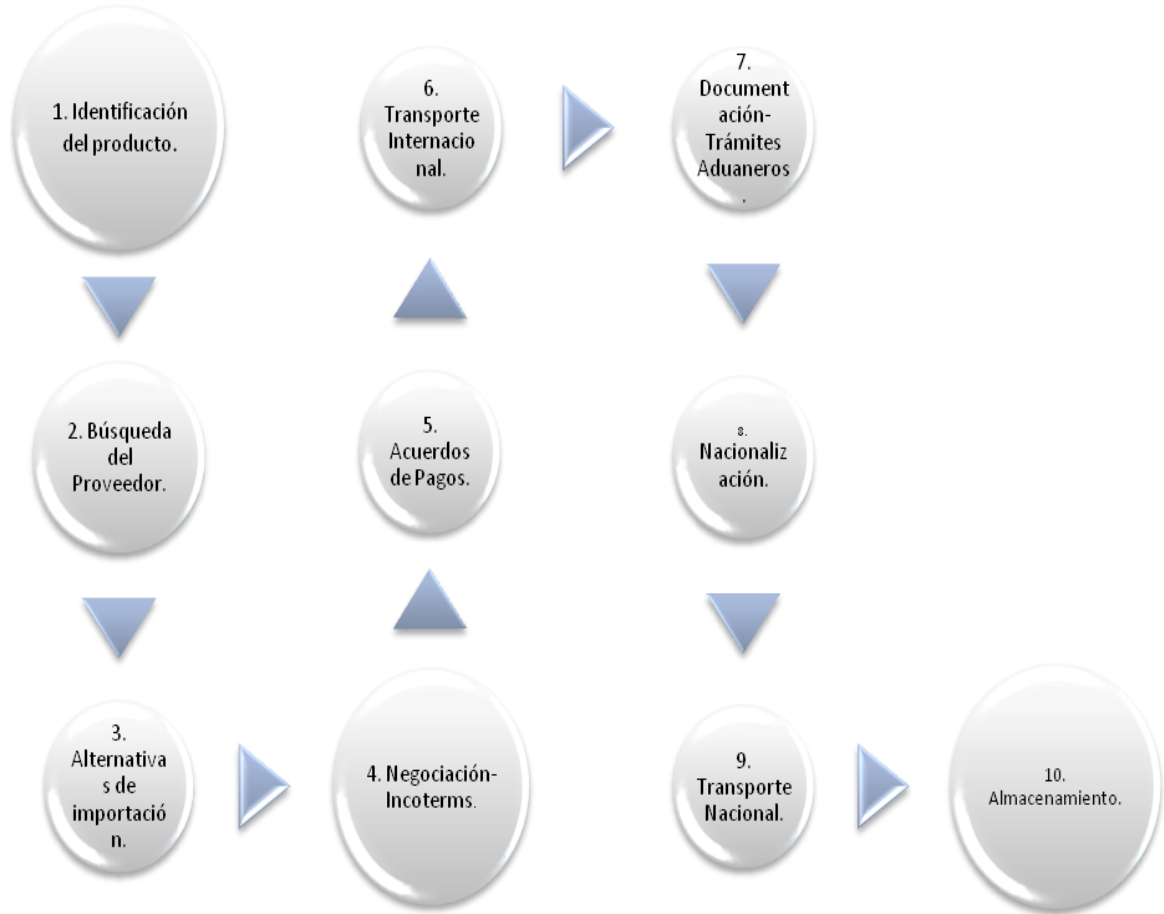 1. Identificación
del producto.
2. Búsqueda
del
Proveedor.
3.
Alternativa
s de
importació
n.
4. Negociación-
Incoterms.
5.
Acuerdos
de Pagos.
6.
Transporte
Internacio
nal.
7.
Document
ación-
Trámites
Aduaneros
.
8.
Nacionaliz
ación.
9.
Transporte
Nacional.
10.
Almacenamiento.